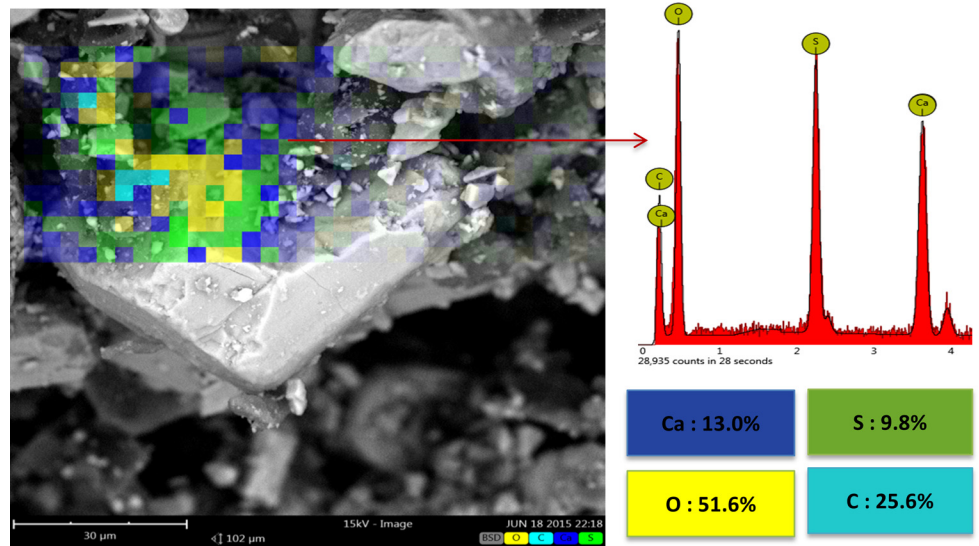 O
S
Ca
C
Ca
0 1 2 3 4
28,935 counts in 28 seconds
Ca : 13.0%
S : 9.8%
O : 51.6%
C : 25.6%
15kV - Image
JUN 18 2015 22:18
30 µm
102 µm
BSD O C Ca S